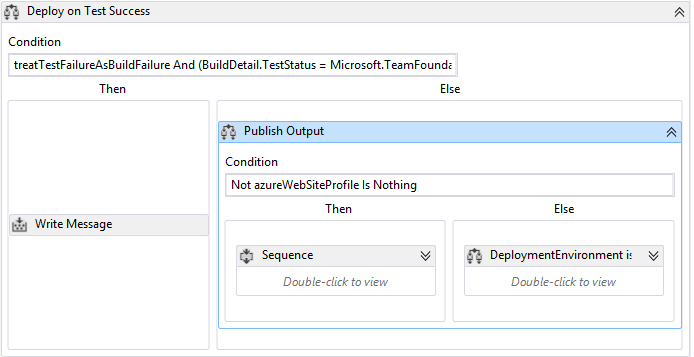 Deploy on Test Success
Condition
treatTestFailureAsBuildFailure And (BuildDetail.TestStatus = Microsoft.TeamFounda
Then
Else
Write Message
Publish Output
Condition
Not azureWebSiteProfile Is Nothing
Then
Else
Sequence
Double-click to view
DeploymentEnvironment is
Double-click to view